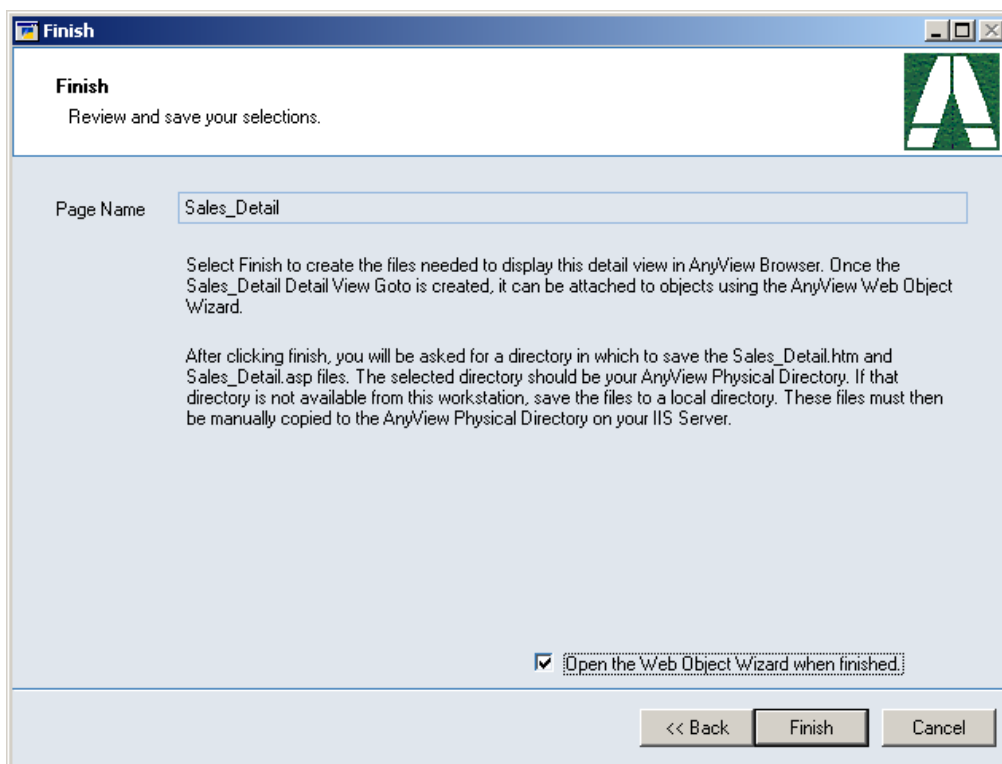 Finish
Finish
Review and save your selections.
Page Name
Sales_Detail
Select Finish to create the files needed to display this detail view in AnyView Browser. Once the
Sales_Detail Detail View Goto is created, it can be attached to objects using the AnyView Web Object
Wizard.
After clicking finish, you will be asked for a directory in which to save the Sales_Detail.htm and
Sales_Detail.asp files. The selected directory should be your AnyView Physical Directory. If that
directory is not available from this workstation, save the files to a local directory. These files must then
be manually copied to the AnyView Physical Directory on your IIS Server.
Open the Web Object Wizard when finished.
<< Back
Finish
Cancel